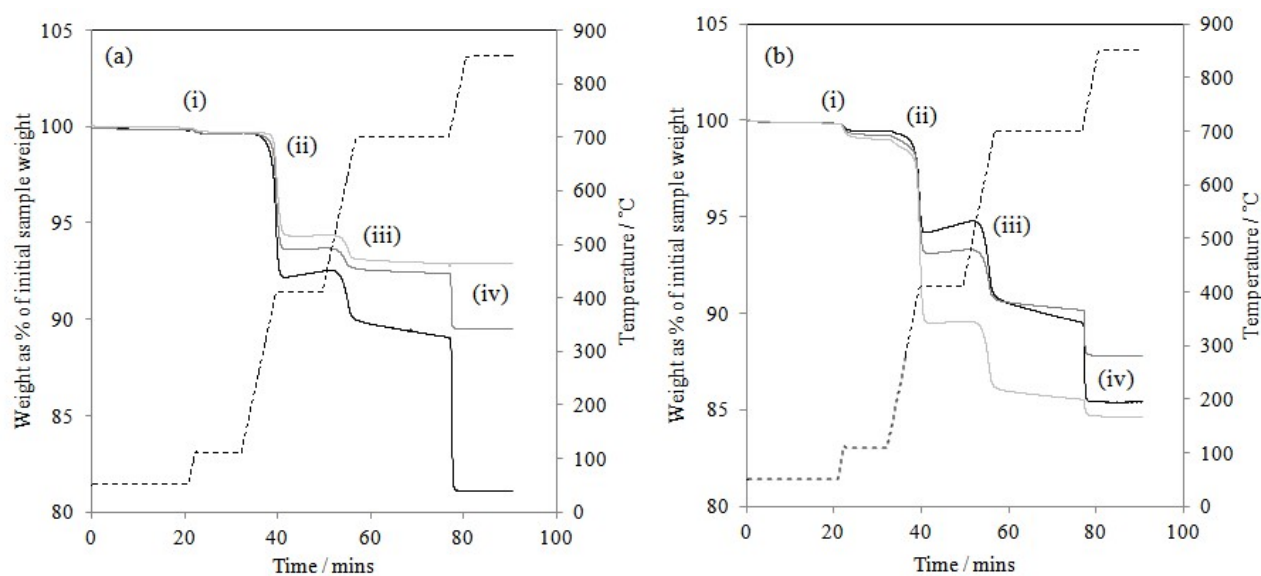 Weight as % of initial sample weight
105
100
95
90
85
80
(a)
(i)
(ii)
(iii)
(iv)
900
800
700
600
500
400
300
200
100
0
Temperature / °C
0
20
40
60
80
100
Time / mins
Weight as % of initial sample weight
105
100
95
90
85
80
(b)
(i)
(ii)
(iii)
(iv)
900
800
700
600
500
400
300
200
100
0
Temperature / °C
0
20
40
60
80
100
Time / mins